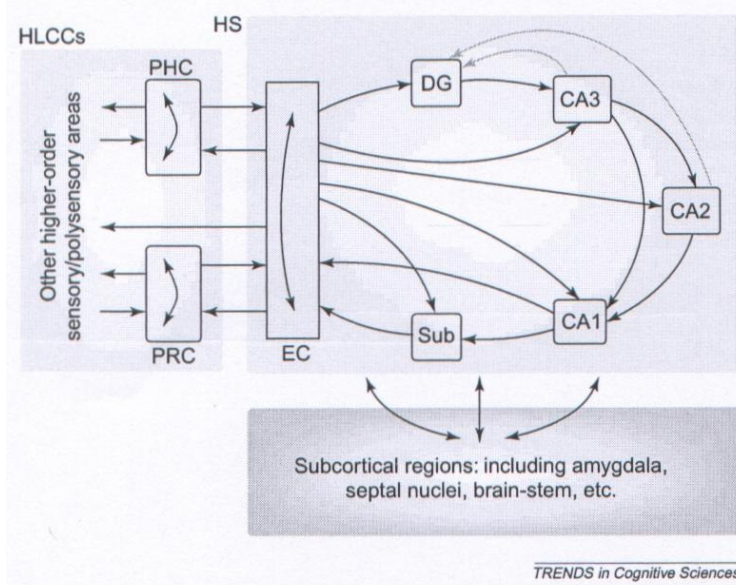 HLCCs
HS
PHC
DG
CA3
CA2
Other higher-order
sensory/polysensory areas
PRC
EC
Sub
CA1
Subcortical regions: including amygdala,
septal nuclei, brain-stem, etc.
TRENDS in Cognitive Sciences